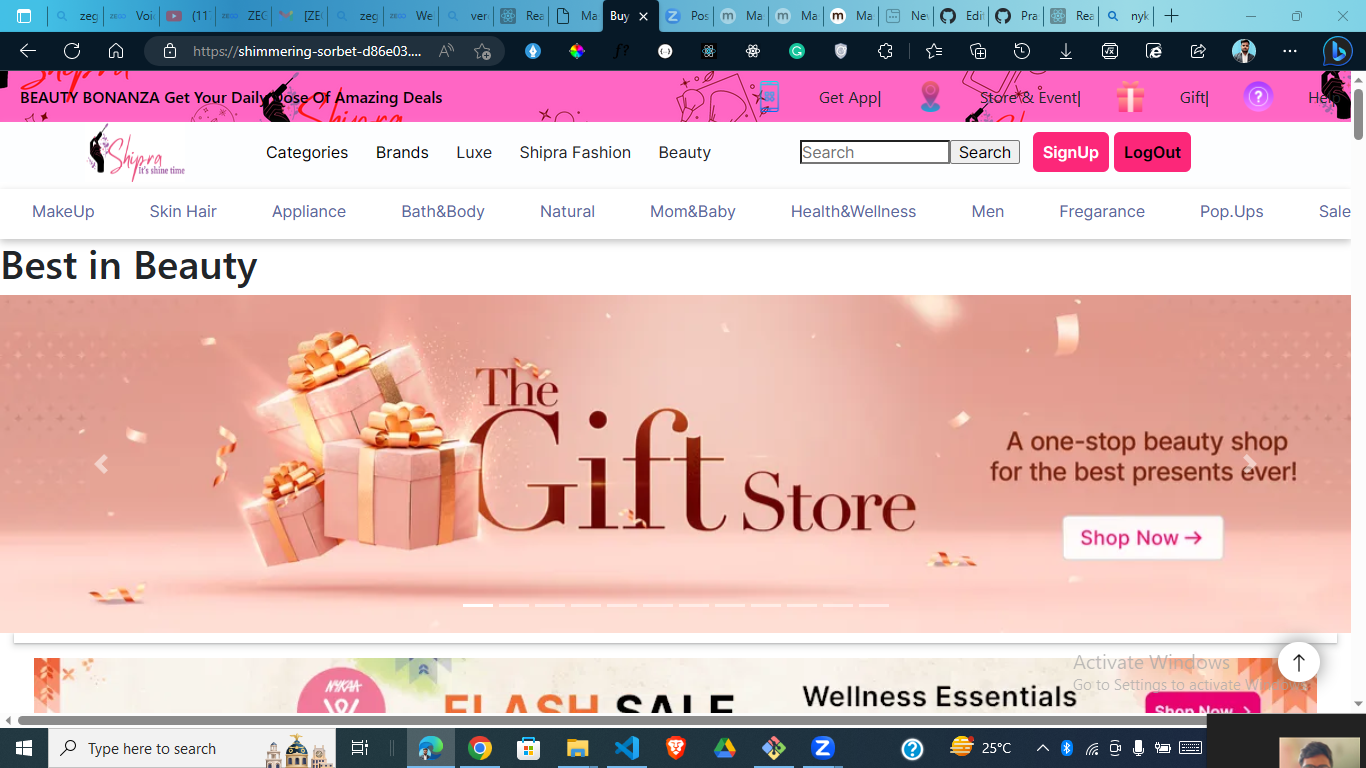 zeg
Voi
(11
ZEG
[ZE
zeg
We
ver
Rea
Ma
Buy
Pos
Ma
Ma
Ma
Nev
Edit
Pra
Rea
nyk
https://shimmering-sorbet-d86e03....
BEAUTY BONANZA Get Your Daily Dose Of Amazing Deals
Get App|
Store & Event|
Gift|
Help
Shipra
It's shine time
Categories
Brands
Luxe
Shipra Fashion
Beauty
Search
Search
SignUp
LogOut
MakeUp
Skin Hair
Appliance
Bath&Body
Natural
Mom&Baby
Health&Wellness
Men
Fregarance
Pop.Ups
Sale
Best in Beauty
The
Gift Store
A one-stop beauty shop
for the best presents ever!
Shop Now →
NYKAA
FLASH SALE
Wellness Essentials
Shop Now >
Activate Windows
Go to Settings to activate Windows.
Type here to search
25°C